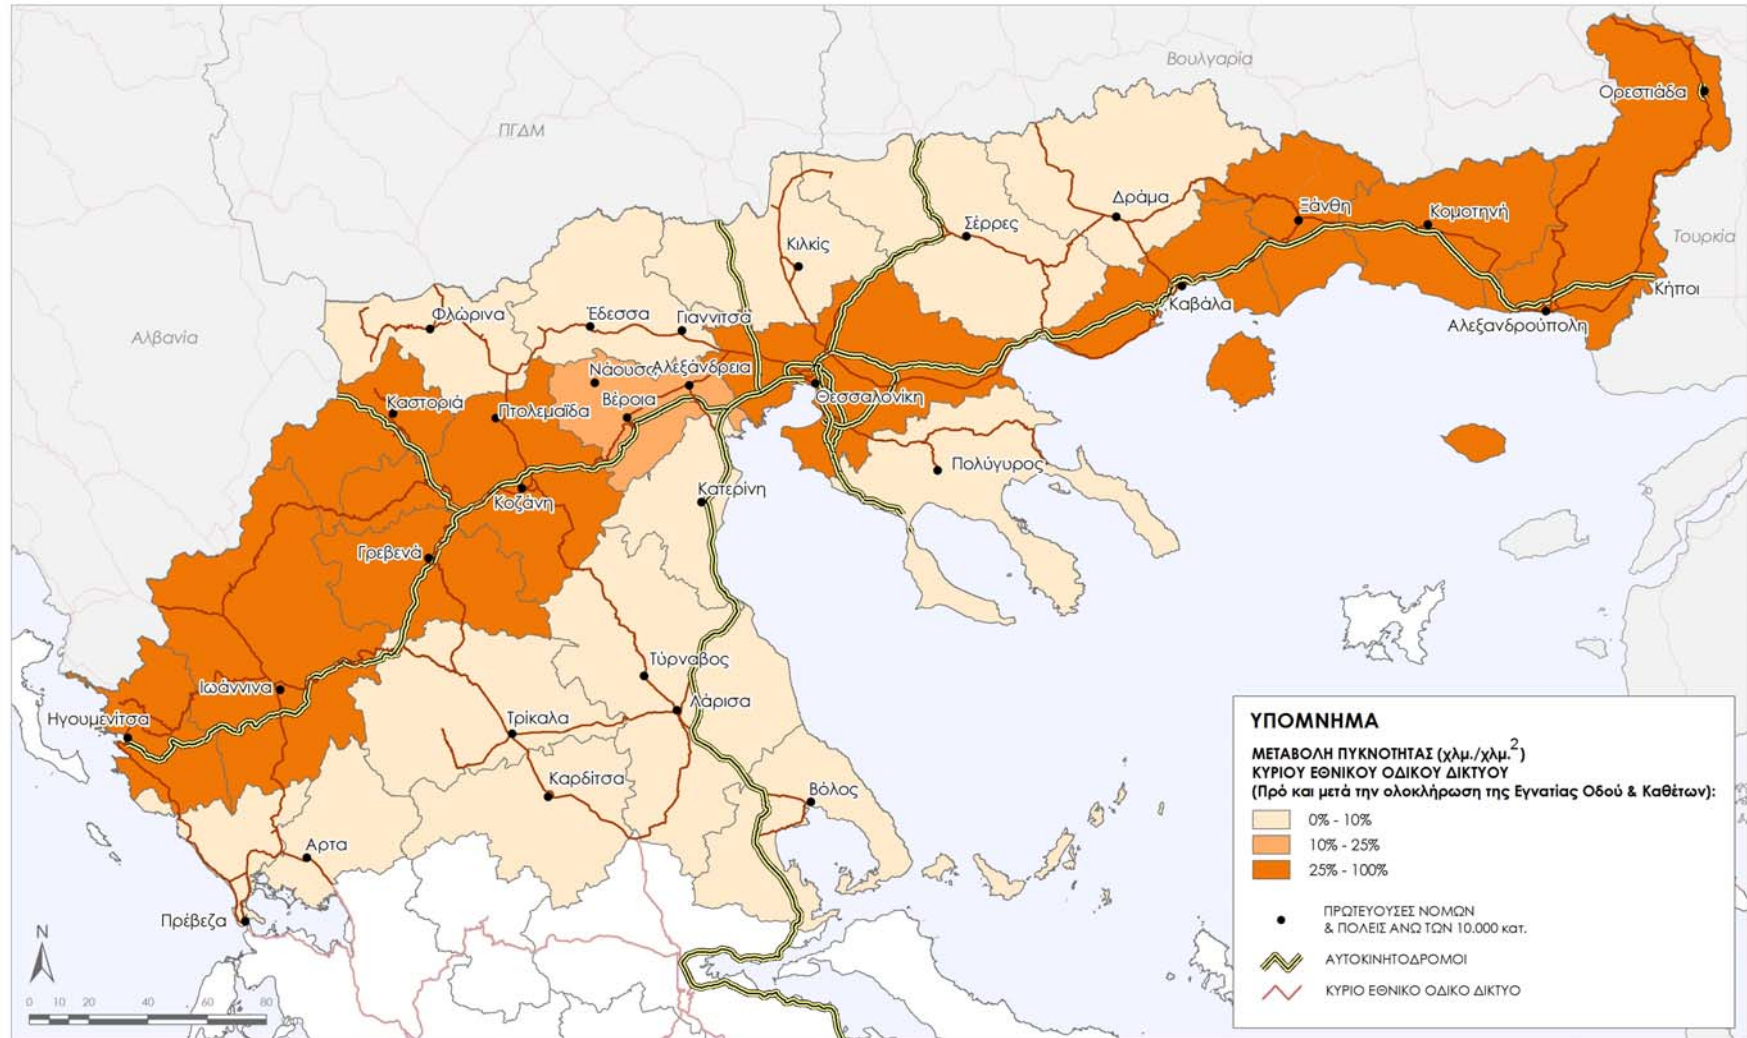 Βουλγαρία
Ορεστιάδα
ΠΓΔΜ
Δράμα
Ξάνθη
Κομοτηνή
Σέρρες
Τουρκία
Κιλκίς
Κήποι
Καβάλα
Φλώρινα
Έδεσσα
Γιαννιτσά
Αλεξανδρούπολη
Αλβανία
Νάουσα
Αλεξάνδρεια
Θεσσαλονίκη
Καστοριά
Πτολεμαΐδα
Βέροια
Πολύγυρος
Κατερίνη
Κοζάνη
Γρεβενά
Τύρναβος
Ιωάννινα
Λάρισα
Ηγουμενίτσα
Τρίκαλα
Καρδίτσα
Βόλος
Αρτα
Πρέβεζα
N
0 10 20 40 60 80
ΥΠΟΜΝΗΜΑ
ΜΕΤΑΒΟΛΗ ΠΥΚΝΟΤΗΤΑΣ (χλμ./χλμ.²)
ΚΥΡΙΟΥ ΕΘΝΙΚΟΥ ΟΔΙΚΟΥ ΔΙΚΤΥΟΥ
(Πρό και μετά την ολοκλήρωση της Εγνατίας Οδού & Καθέτων):
0% - 10%
10% - 25%
25% - 100%
ΠΡΩΤΕΥΟΥΣΕΣ ΝΟΜΩΝ
& ΠΟΛΕΙΣ ΑΝΩ ΤΩΝ 10.000 κατ.
ΑΥΤΟΚΙΝΗΤΟΔΡΟΜΟΙ
ΚΥΡΙΟ ΕΘΝΙΚΟ ΟΔΙΚΟ ΔΙΚΤΥΟ